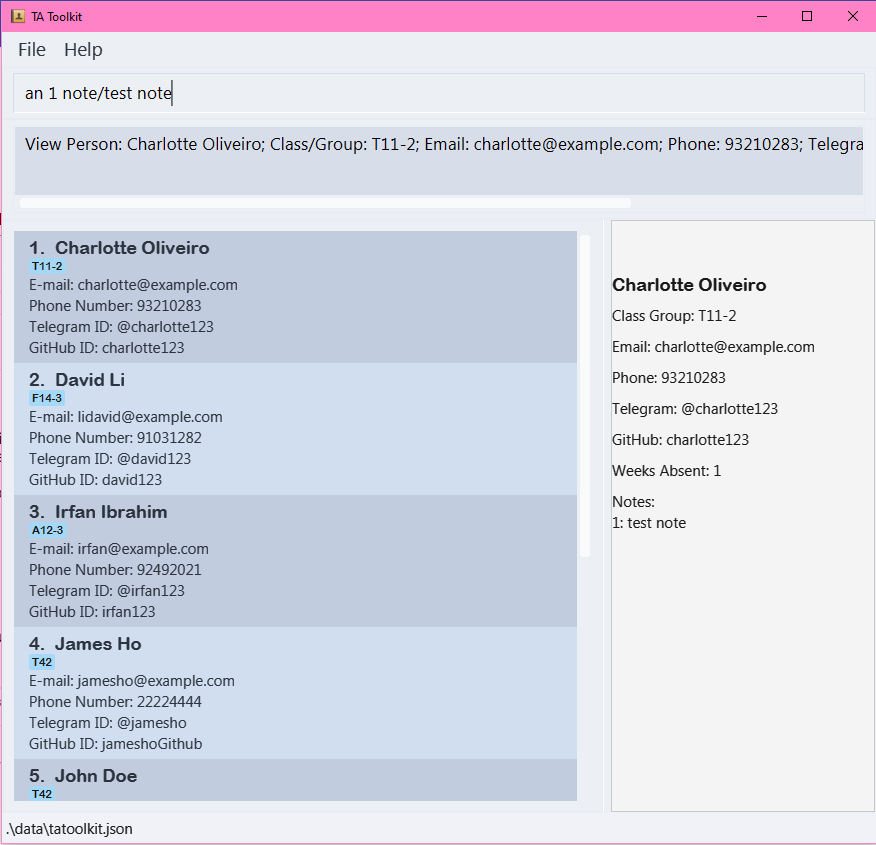 TA Toolkit
File Help
an 1 note/test note
View Person: Charlotte Oliveiro; Class/Group: T11-2; Email: charlotte@example.com; Phone: 93210283; Telegra
1. Charlotte Oliveiro
T11-2
E-mail: charlotte@example.com
Phone Number: 93210283
Telegram ID: @charlotte123
GitHub ID: charlotte123
2. David Li
F14-3
E-mail: lidavid@example.com
Phone Number: 91031282
Telegram ID: @david123
GitHub ID: david123
3. Irfan Ibrahim
A12-3
E-mail: irfan@example.com
Phone Number: 92492021
Telegram ID: @irfan123
GitHub ID: irfan123
4. James Ho
T42
E-mail: jamesho@example.com
Phone Number: 22224444
Telegram ID: @jamesho
GitHub ID: jameshoGithub
5. John Doe
T42
Charlotte Oliveiro
Class Group: T11-2
Email: charlotte@example.com
Phone: 93210283
Telegram: @charlotte123
GitHub: charlotte123
Weeks Absent: 1
Notes:
1: test note
.\data\tatoolkit.json